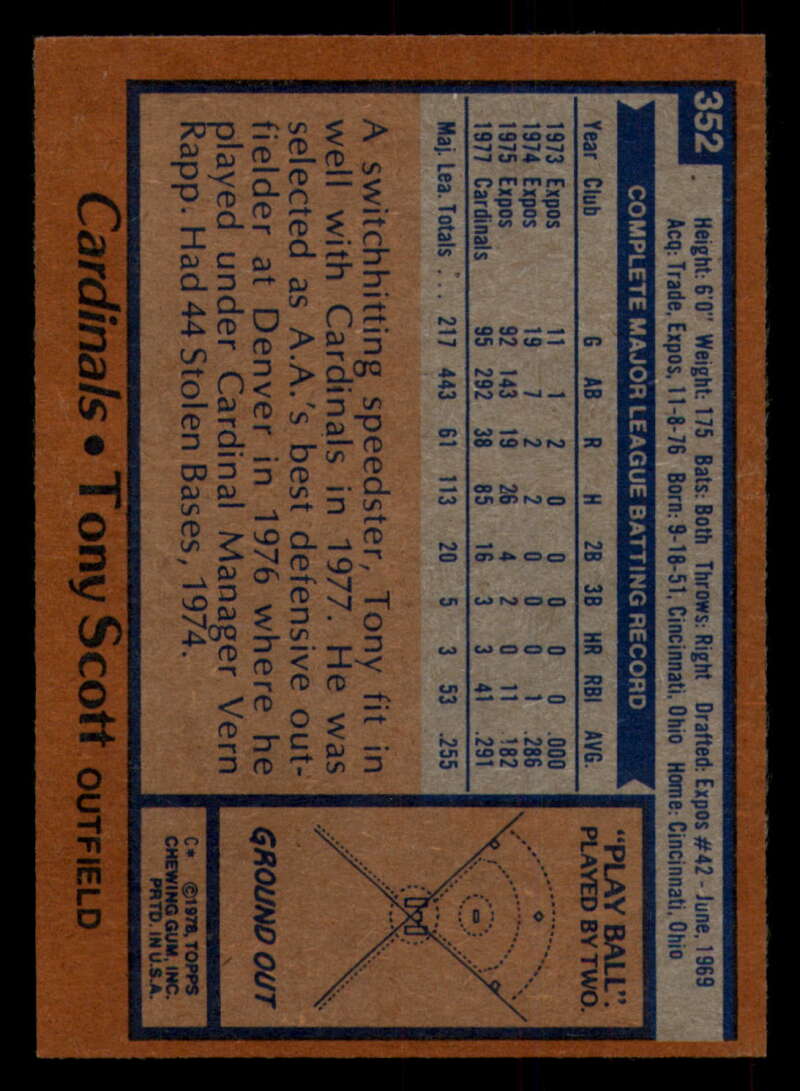 352
Height: 6'0" Weight: 175 Bats: Both Throws: Right Drafted: Expos #42 - June, 1969
Acq: Trade, Expos, 11-8-76 Born: 9-18-51, Cincinnati, Ohio Home: Cincinnati, Ohio
COMPLETE MAJOR LEAGUE BATTING RECORD
Year Club G AB R H 2B 3B HR RBI AVG.
1973 Expos 11 1 2 0 0 0 0 0 .000
1974 Expos 19 7 2 2 0 0 0 1 .286
1975 Expos 92 143 19 26 4 2 0 11 .182
1977 Cardinals 95 292 38 85 16 3 3 41 .291
Maj. Lea. Totals ... 217 443 61 113 20 5 3 53 .255
A switchhitting speedster, Tony fit in
well with Cardinals in 1977. He was
selected as A.A.'s best defensive out-
fielder at Denver in 1976 where he
played under Cardinal Manager Vern
Rapp. Had 44 Stolen Bases, 1974.
"PLAY BALL".
PLAYED BY TWO.
GROUND OUT
C* ©1978, TOPPS
CHEWING GUM, INC.
PRTD. IN U.S.A.
Cardinals • Tony Scott OUTFIELD